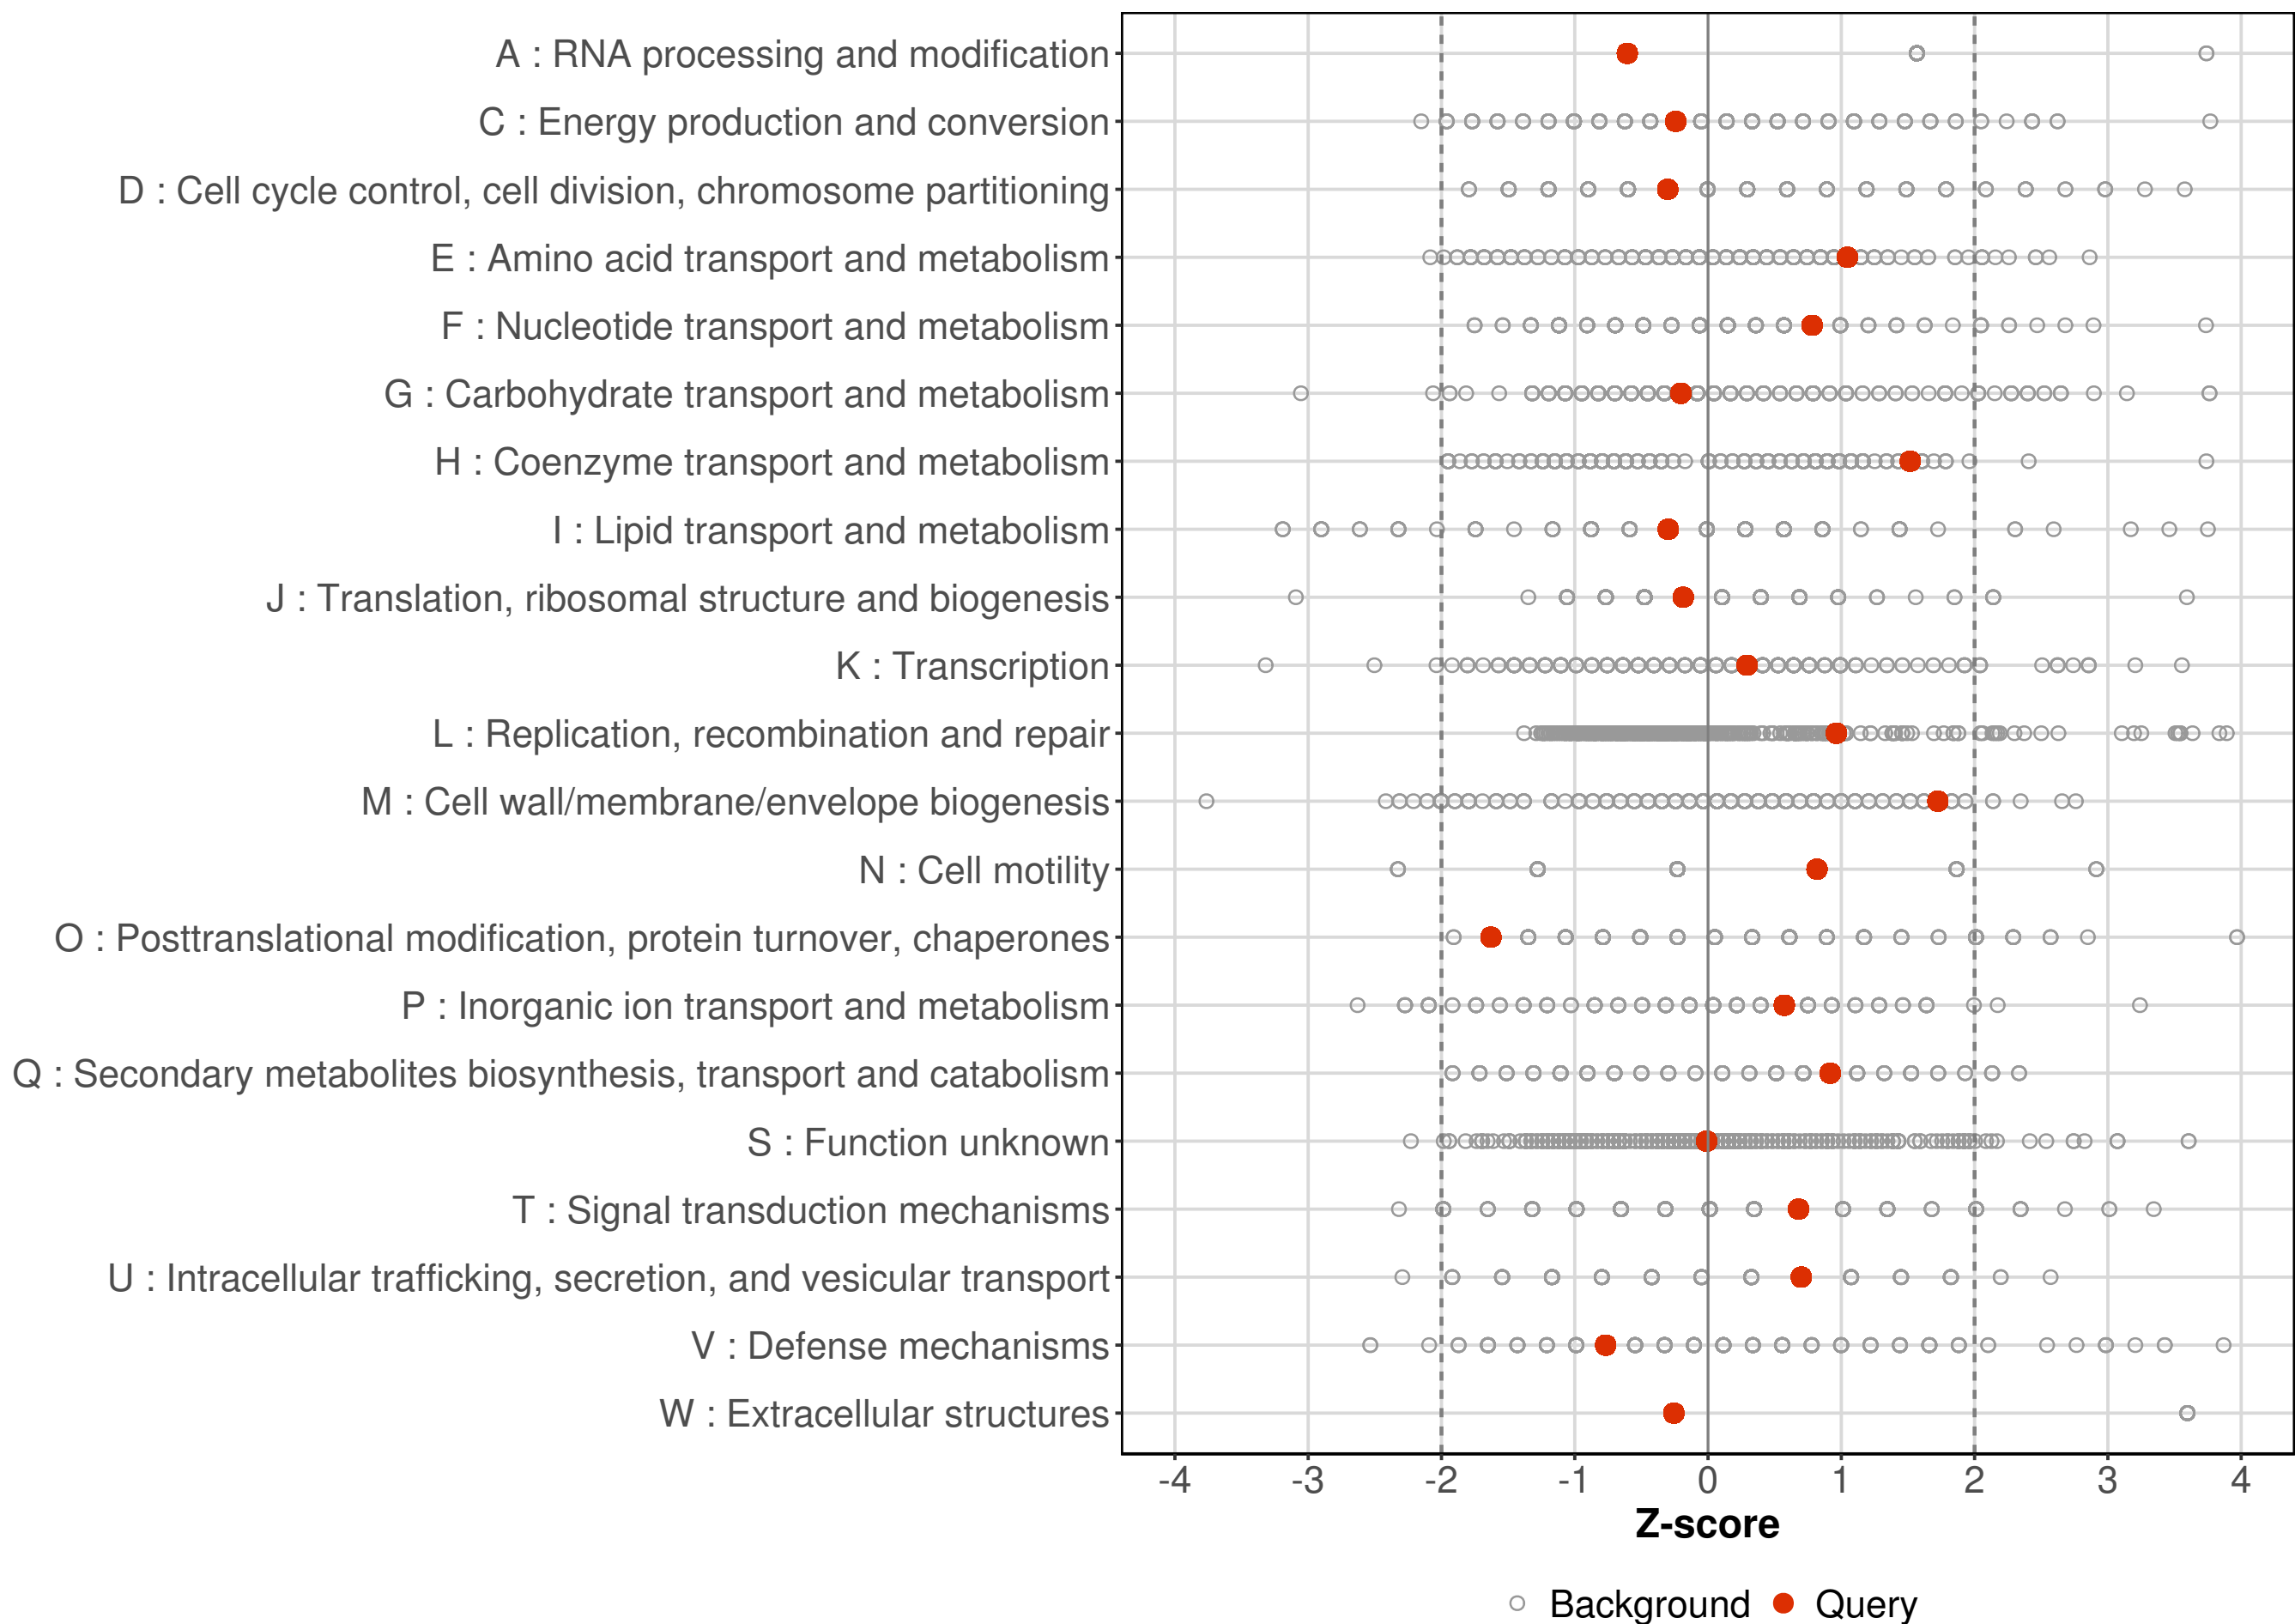 A : RNA processing and modification
C : Energy production and conversion
D : Cell cycle control, cell division, chromosome partitioning
E : Amino acid transport and metabolism
F : Nucleotide transport and metabolism
G : Carbohydrate transport and metabolism
H : Coenzyme transport and metabolism
I : Lipid transport and metabolism
J : Translation, ribosomal structure and biogenesis
K : Transcription
L : Replication, recombination and repair
M : Cell wall/membrane/envelope biogenesis
N : Cell motility
O : Posttranslational modification, protein turnover, chaperones
P : Inorganic ion transport and metabolism
Q : Secondary metabolites biosynthesis, transport and catabolism
S : Function unknown
T : Signal transduction mechanisms
U : Intracellular trafficking, secretion, and vesicular transport
V : Defense mechanisms
W : Extracellular structures
-4 -3 -2 -1 0 1 2 3 4
Z-score
Background Query